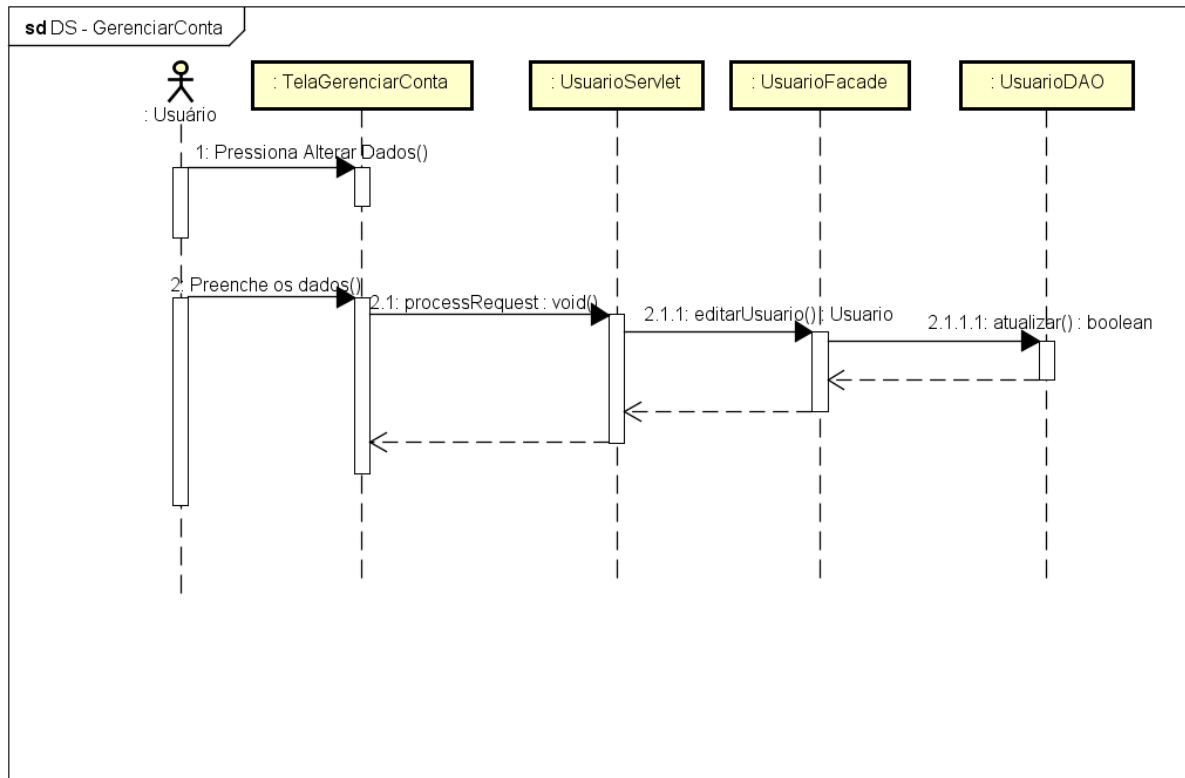 sd DS - GerenciarConta
: Usuário
: TelaGerenciarConta
: UsuarioServlet
: UsuarioFacade
: UsuarioDAO
1: Pressiona Alterar Dados()
2: Preenche os dados()
2.1: processRequest : void()
2.1.1: editarUsuario() : Usuario
2.1.1.1: atualizar() : boolean